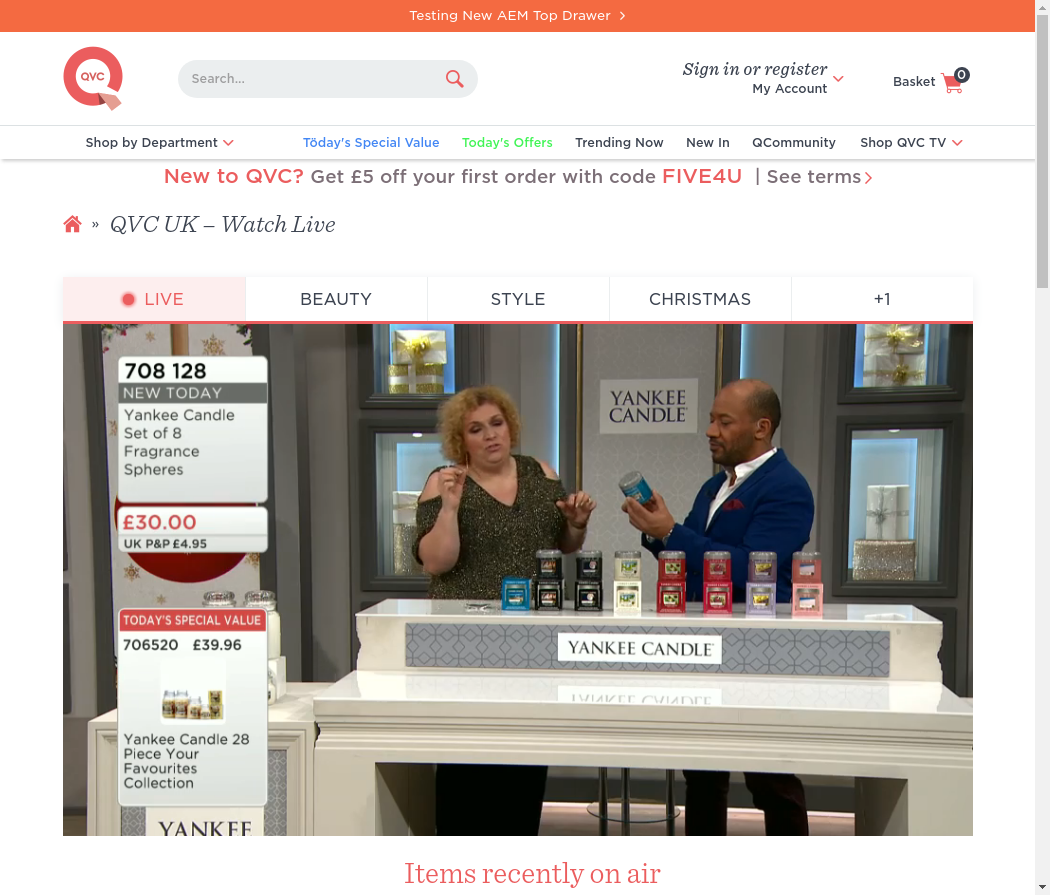 Testing New AEM Top Drawer
QVC
Search...
Sign in or register
My Account
Basket
0
Shop by Department
Töday's Special Value
Today's Offers
Trending Now
New In
QCommunity
Shop QVC TV
New to QVC? Get £5 off your first order with code FIVE4U | See terms
» QVC UK – Watch Live
LIVE
BEAUTY
STYLE
CHRISTMAS
+1
708 128
NEW TODAY
Yankee Candle
Set of 8
Fragrance
Spheres
£30.00
UK P&P £4.95
TODAY'S SPECIAL VALUE
706520 £39.96
Yankee Candle 28
Piece Your
Favourites
Collection
YANKEE
YANKEE
CANDLE
YANKEE CANDLE
Items recently on air